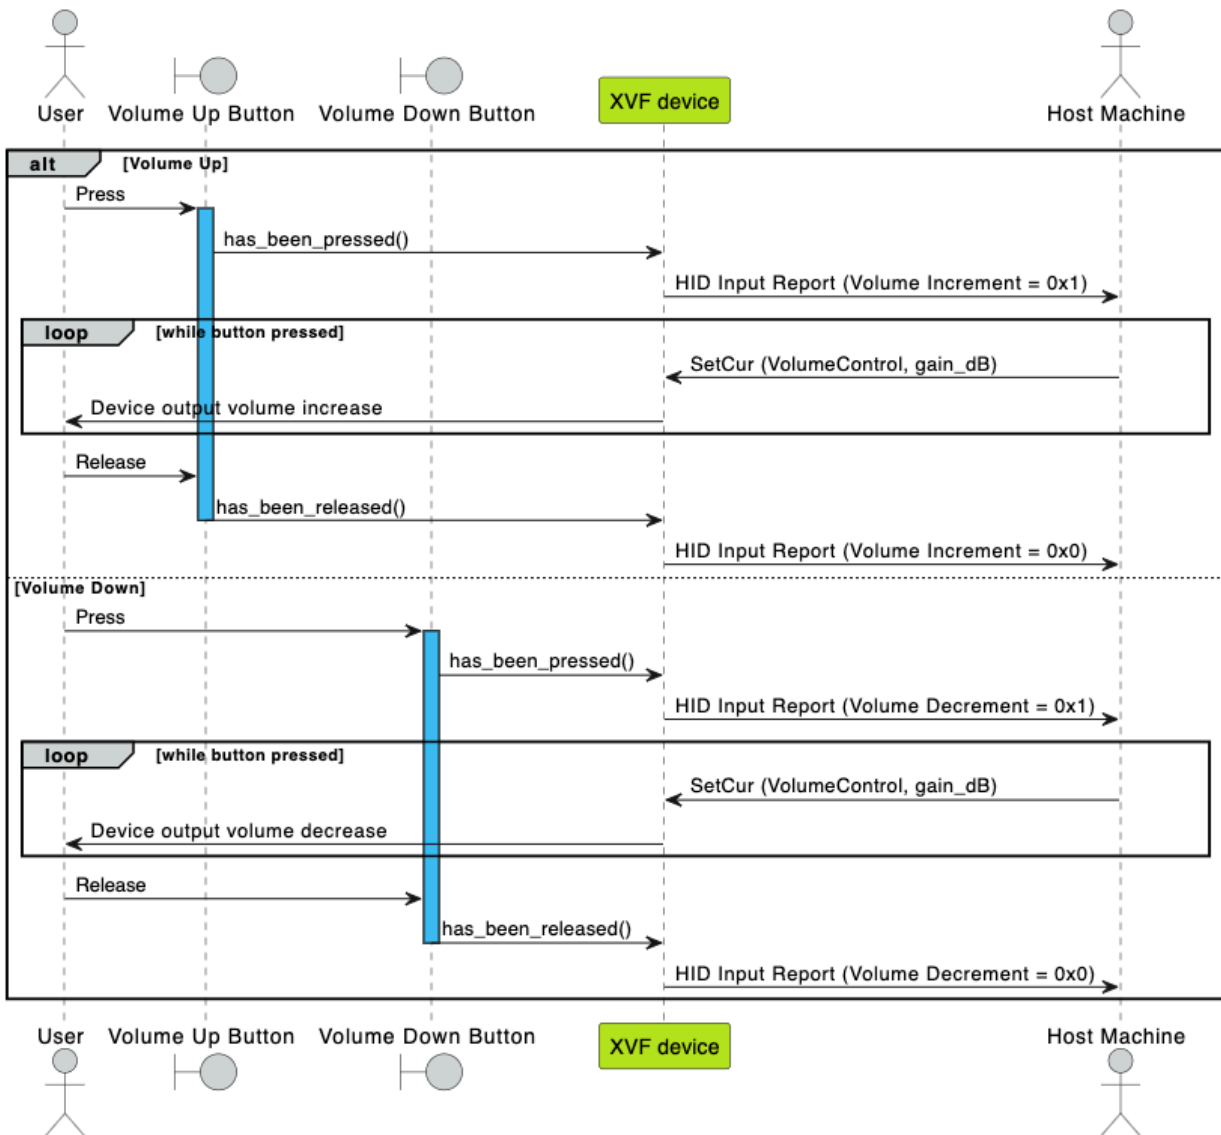 User
Volume Up Button
Volume Down Button
XVF device
Host Machine
alt
[Volume Up]
Press
has_been_pressed()
HID Input Report (Volume Increment = 0x1)
loop
[while button pressed]
SetCur (VolumeControl, gain_dB)
Device output volume increase
Release
has_been_released()
HID Input Report (Volume Increment = 0x0)
[Volume Down]
Press
has_been_pressed()
HID Input Report (Volume Decrement = 0x1)
loop
[while button pressed]
SetCur (VolumeControl, gain_dB)
Device output volume decrease
Release
has_been_released()
HID Input Report (Volume Decrement = 0x0)
User
Volume Up Button
Volume Down Button
XVF device
Host Machine